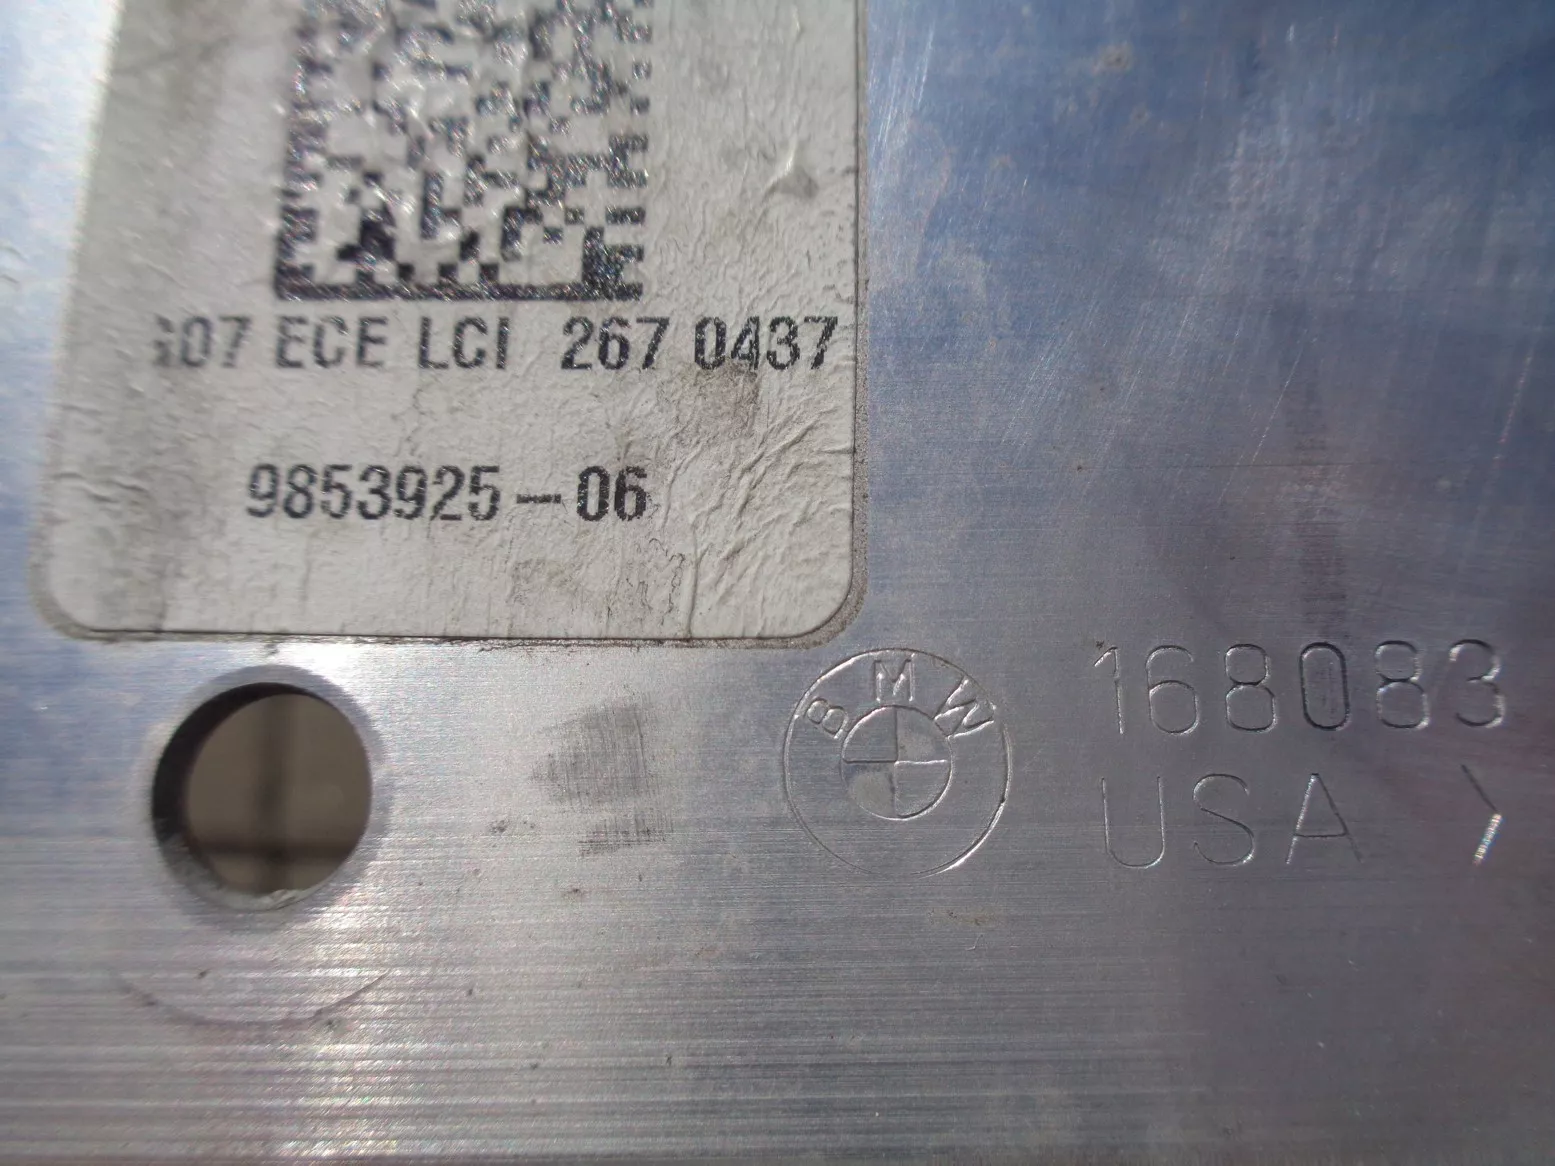 G07 ECE LCI 267 0437
9853925-06
BMW
168083
USA >